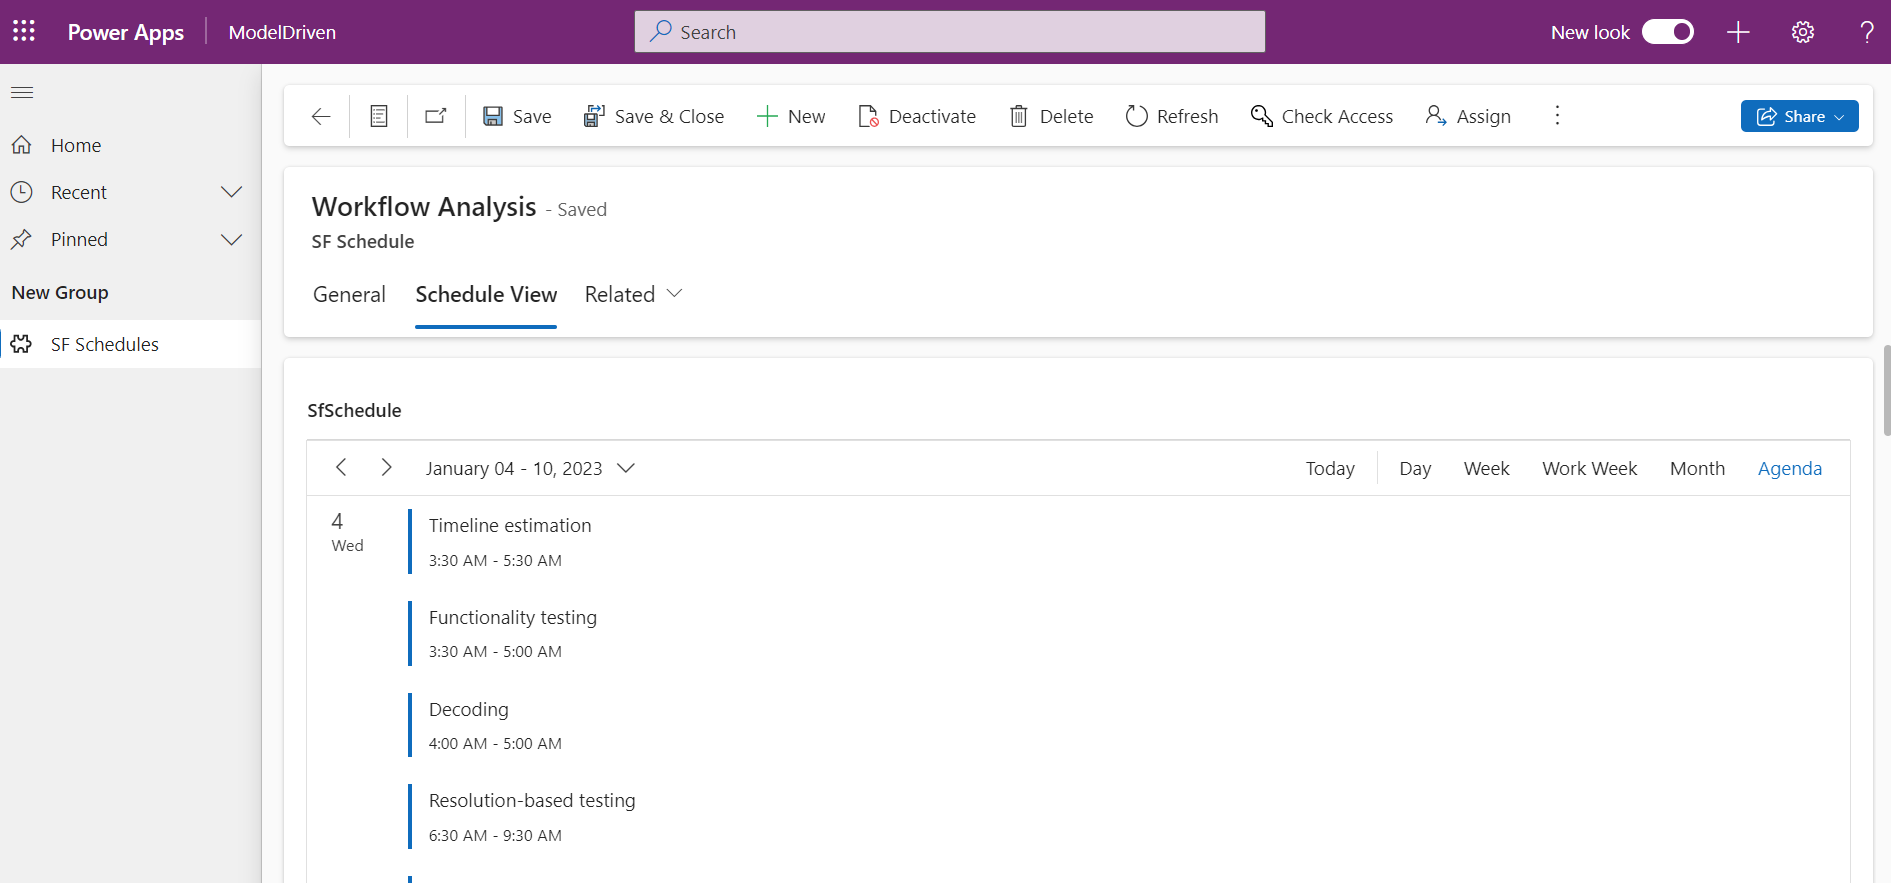 Power Apps
ModelDriven
Search
New look
Home
Recent
Pinned
New Group
SF Schedules
Save
Save & Close
New
Deactivate
Delete
Refresh
Check Access
Assign
Share
Workflow Analysis - Saved
SF Schedule
General
Schedule View
Related
SfSchedule
January 04 - 10, 2023
Today
Day
Week
Work Week
Month
Agenda
4
Wed
Timeline estimation
3:30 AM - 5:30 AM
Functionality testing
3:30 AM - 5:00 AM
Decoding
4:00 AM - 5:00 AM
Resolution-based testing
6:30 AM - 9:30 AM